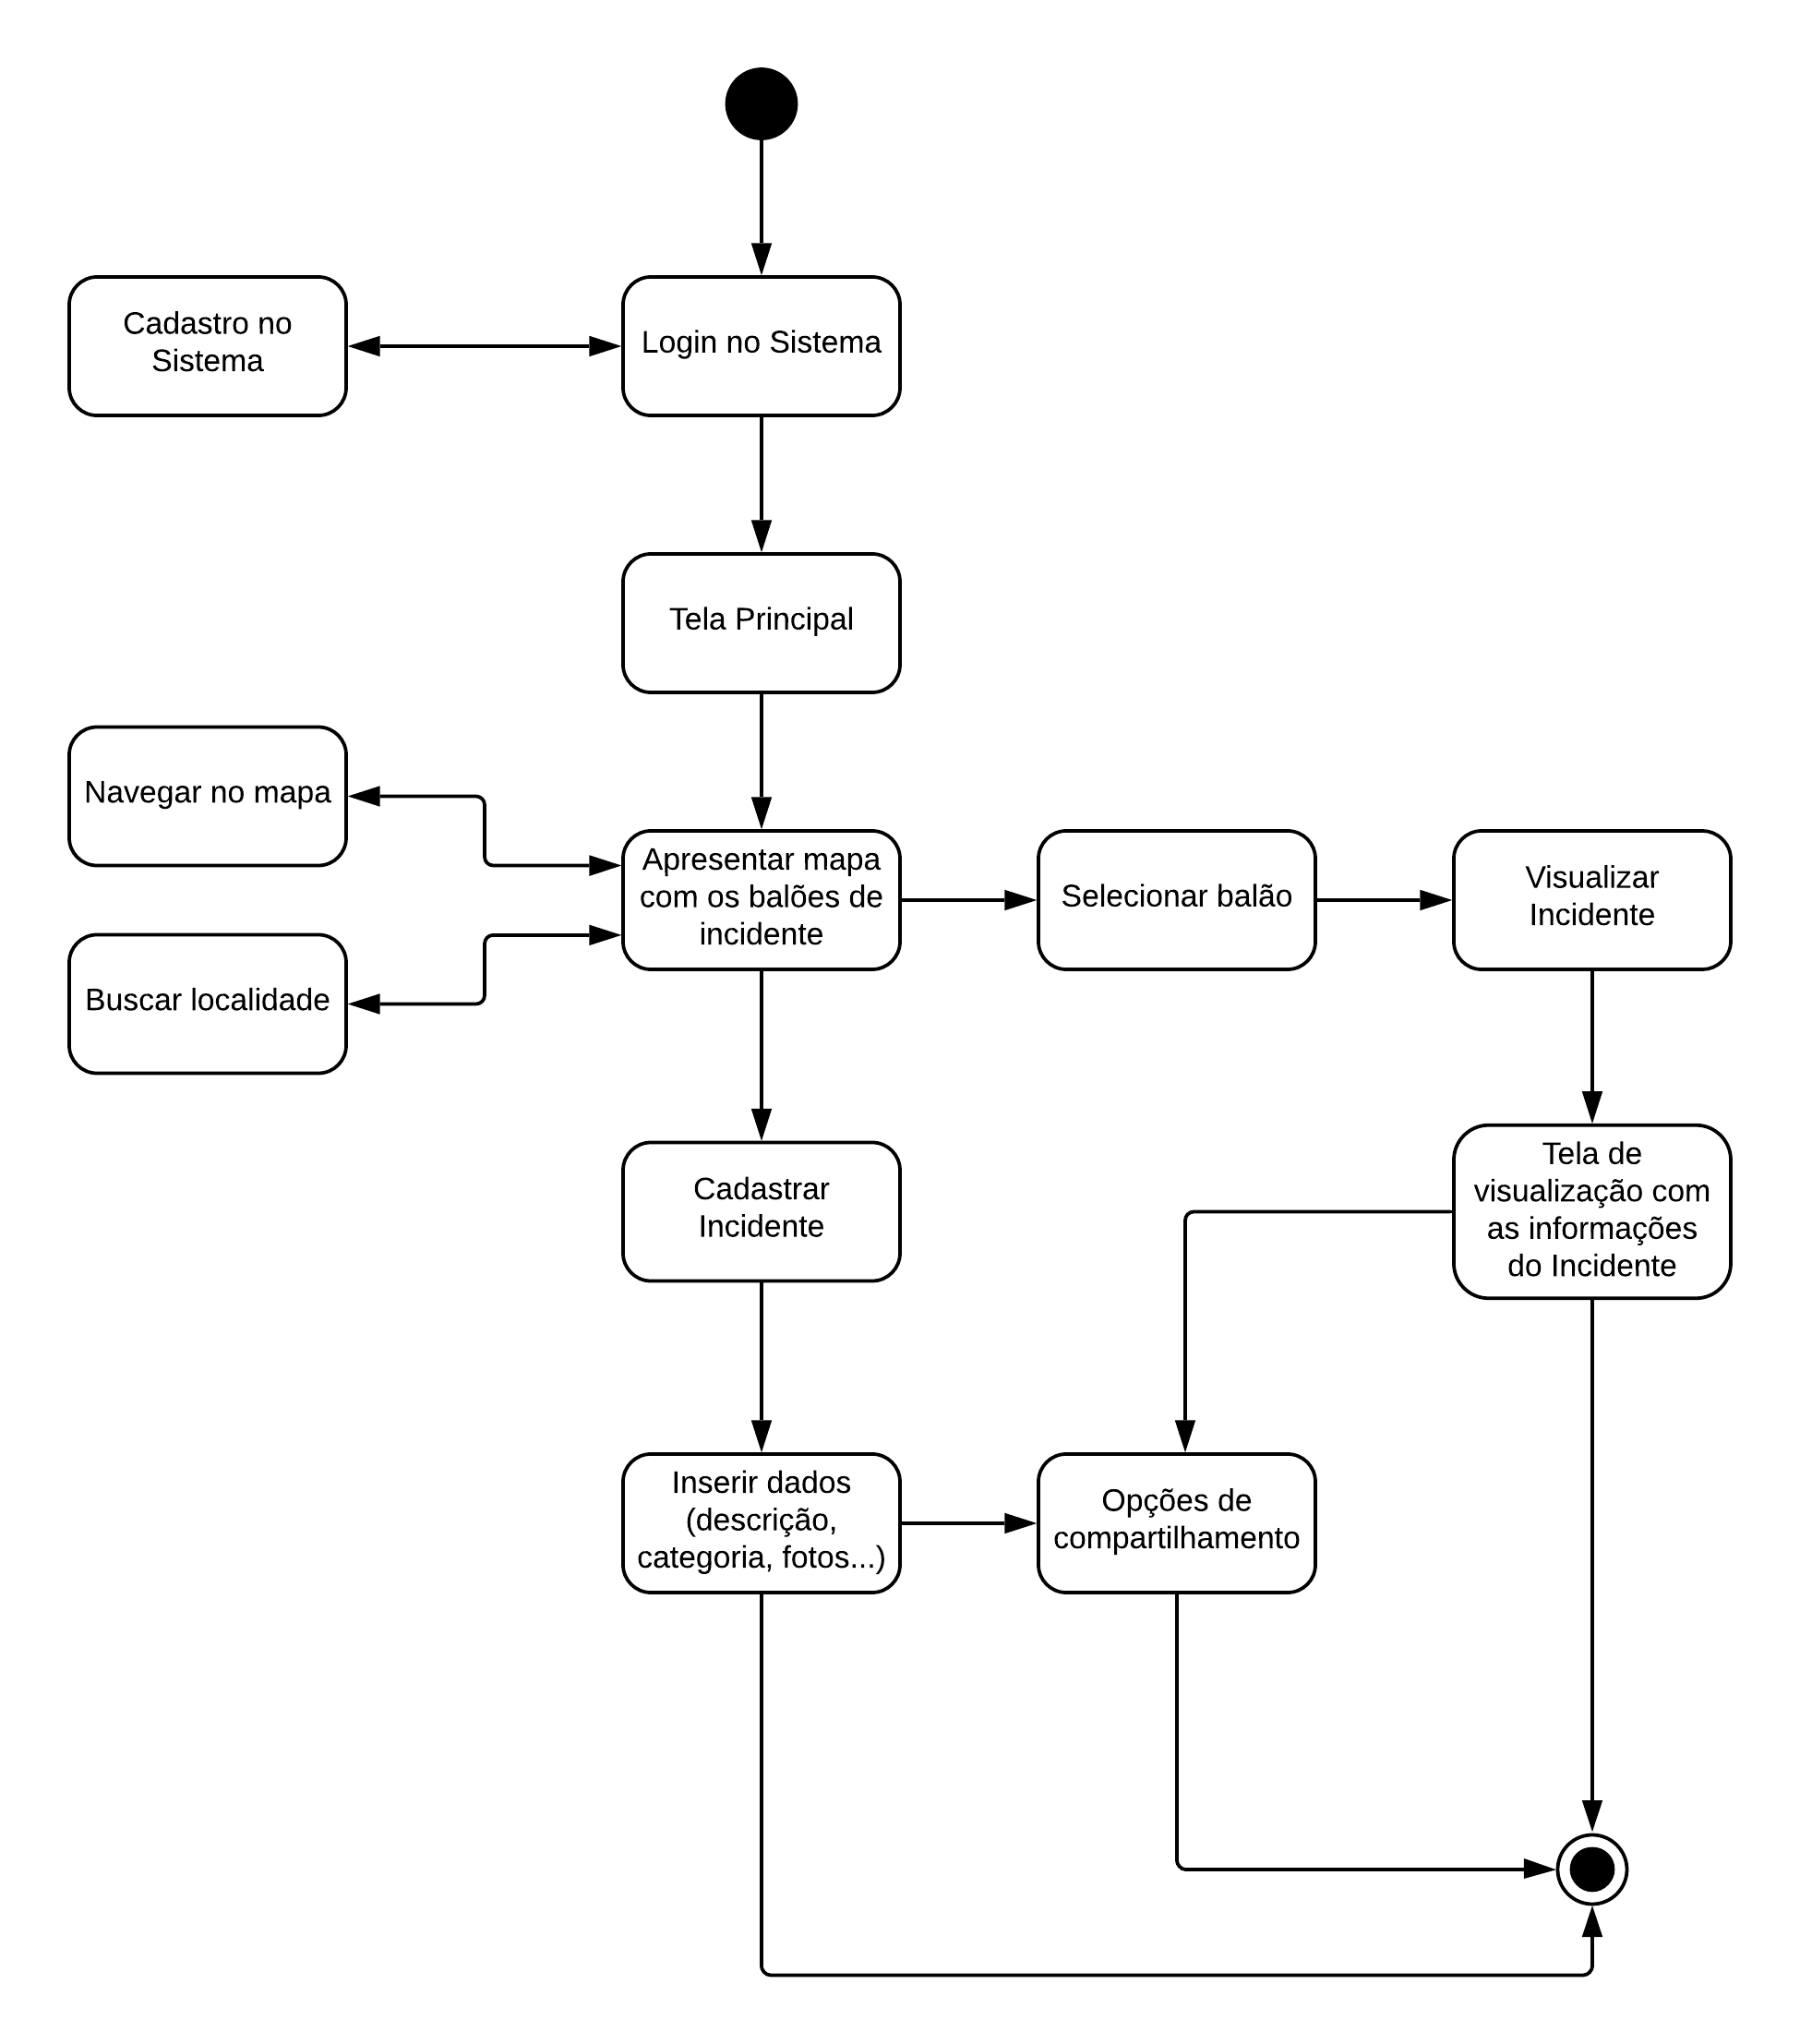 Cadastro no
Sistema
Login no Sistema
Tela Principal
Navegar no mapa
Apresentar mapa
com os balões de
incidente
Selecionar balão
Visualizar
Incidente
Buscar localidade
Cadastrar
Incidente
Tela de
visualização com
as informações
do Incidente
Inserir dados
(descrição,
categoria, fotos...)
Opções de
compartilhamento